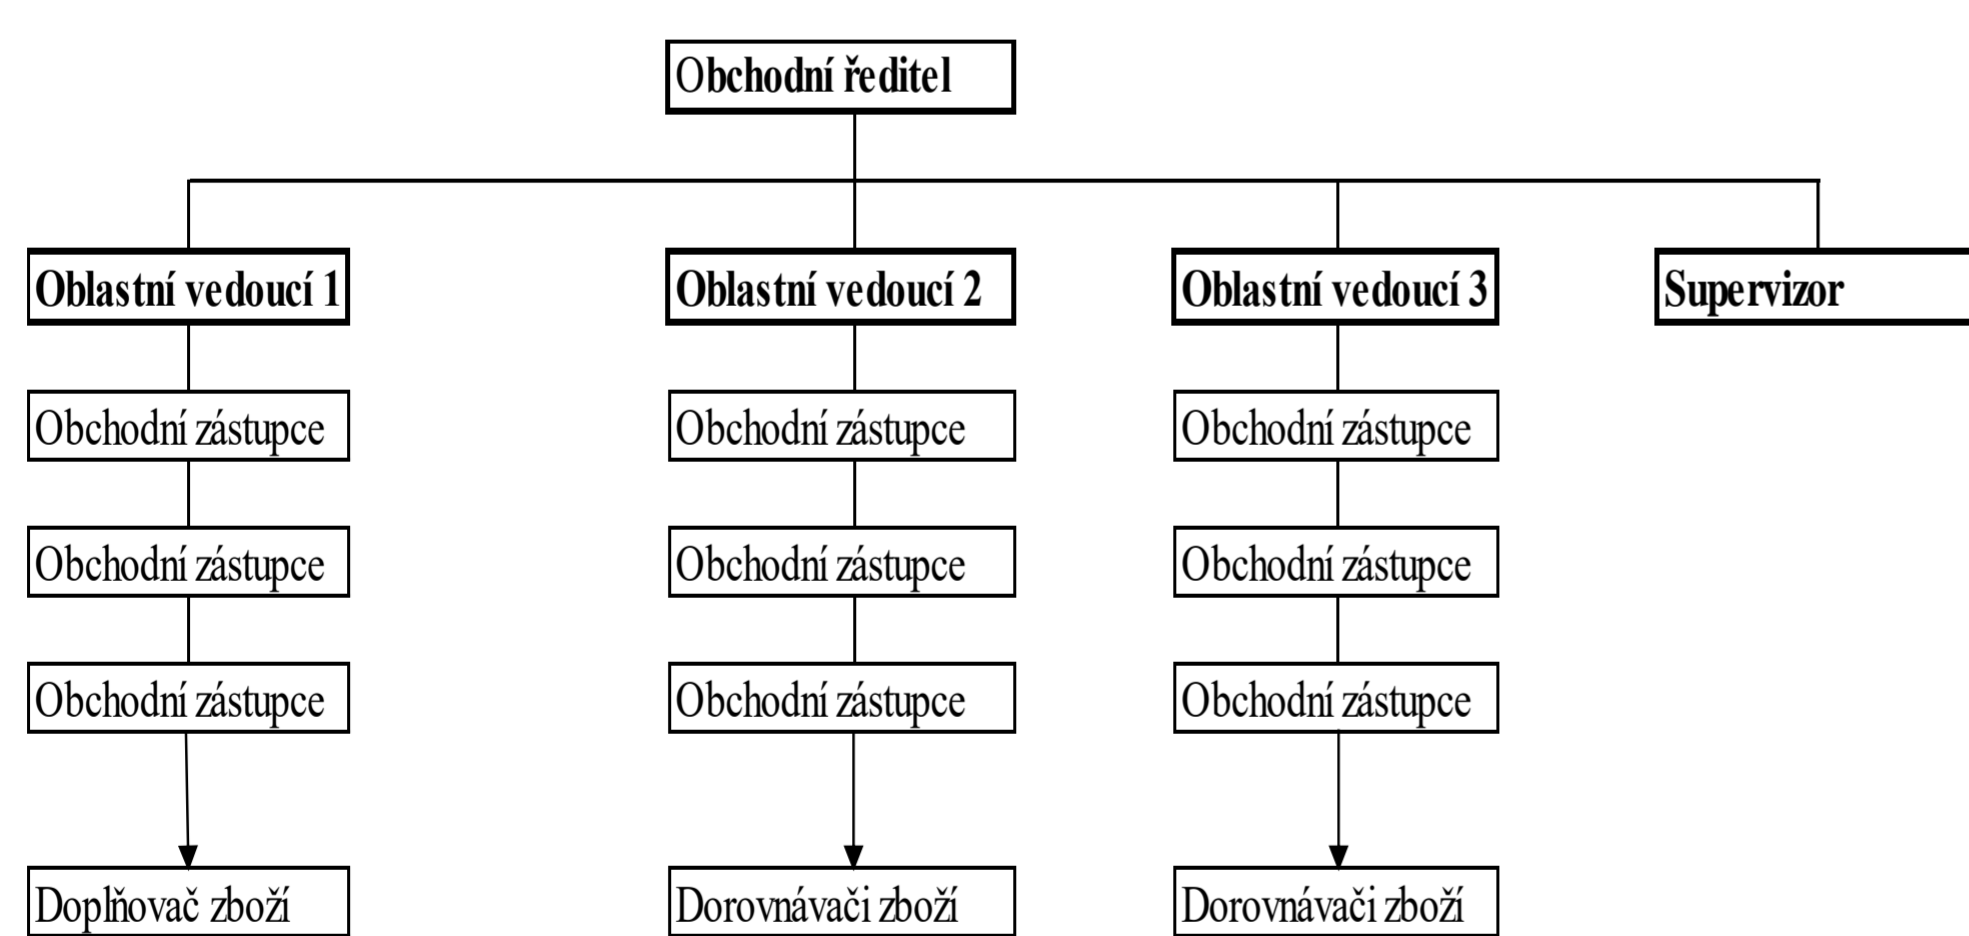 Obchodní ředitel
Oblastní vedoucí 1
Oblastní vedoucí 2
Oblastní vedoucí 3
Supervizor
Obchodní zástupce
Obchodní zástupce
Obchodní zástupce
Obchodní zástupce
Obchodní zástupce
Obchodní zástupce
Obchodní zástupce
Obchodní zástupce
Obchodní zástupce
Doplňovač zboží
Dorovnávači zboží
Dorovnávači zboží